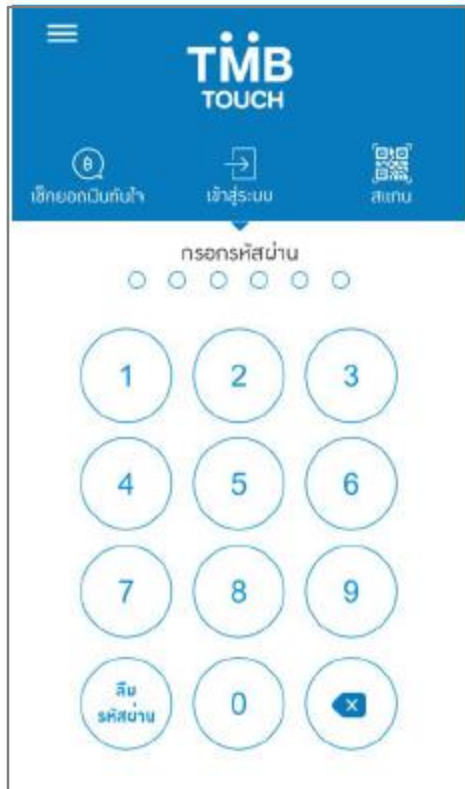 TMB
TOUCH
เช็กยอดเงินทันใจ
เข้าสู่ระบบ
สแกน
กรอกรหัสผ่าน
1 2 3
4 5 6
7 8 9
ลืม
รหัสผ่าน
0